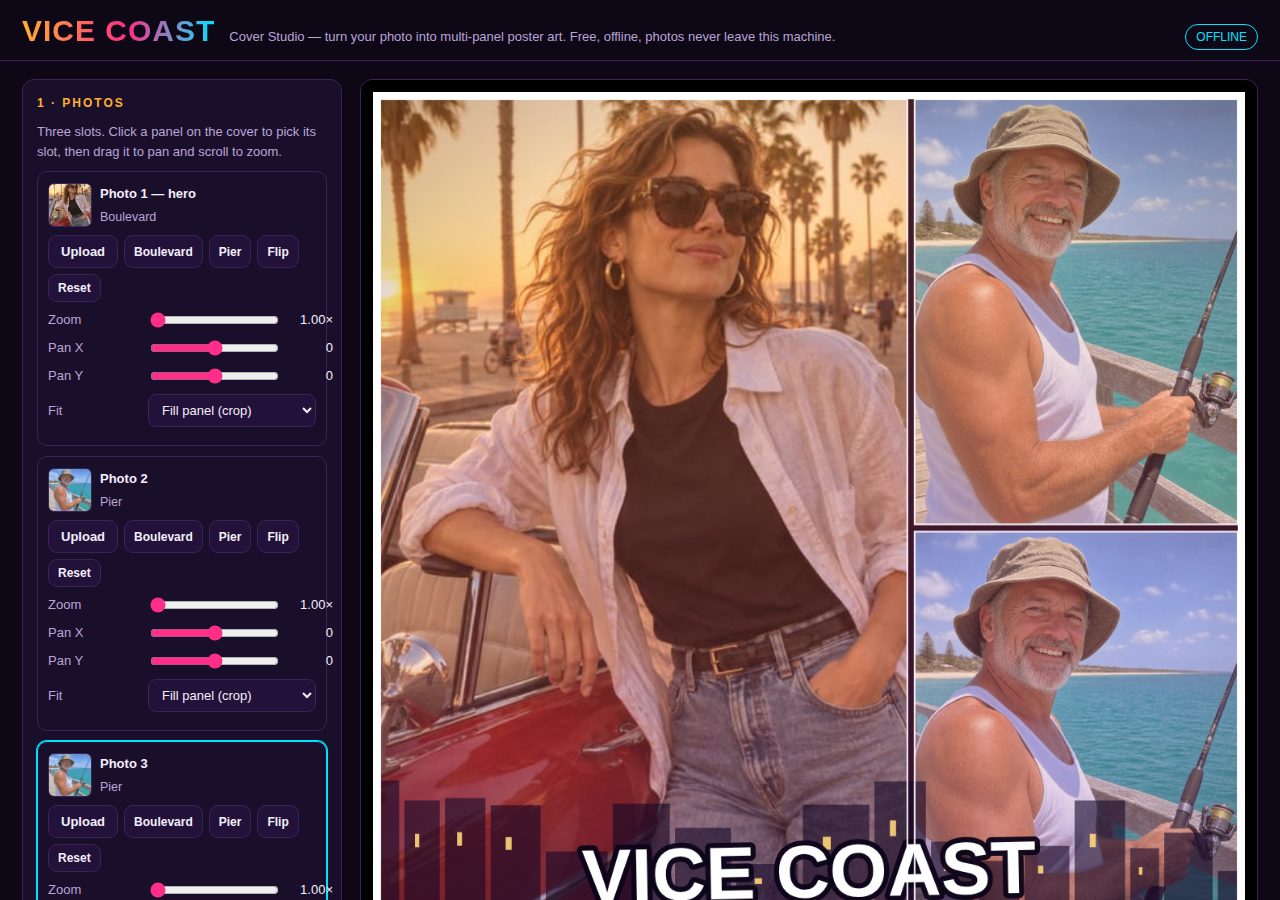 VICE COAST
Cover Studio — turn your photo into multi-panel poster art. Free, offline, photos never leave this machine.
OFFLINE
1 · PHOTOS
Three slots. Click a panel on the cover to pick its
slot, then drag it to pan and scroll to zoom.
Photo 1 — hero
Boulevard
Upload Boulevard Pier Flip
Reset
Zoom 1.00×
Pan X 0
Pan Y 0
Fit Fill panel (crop)
Photo 2
Pier
Upload Boulevard Pier Flip
Reset
Zoom 1.00×
Pan X 0
Pan Y 0
Fit Fill panel (crop)
Photo 3
Pier
Upload Boulevard Pier Flip
Reset
Zoom 1.00×
VICE COAST